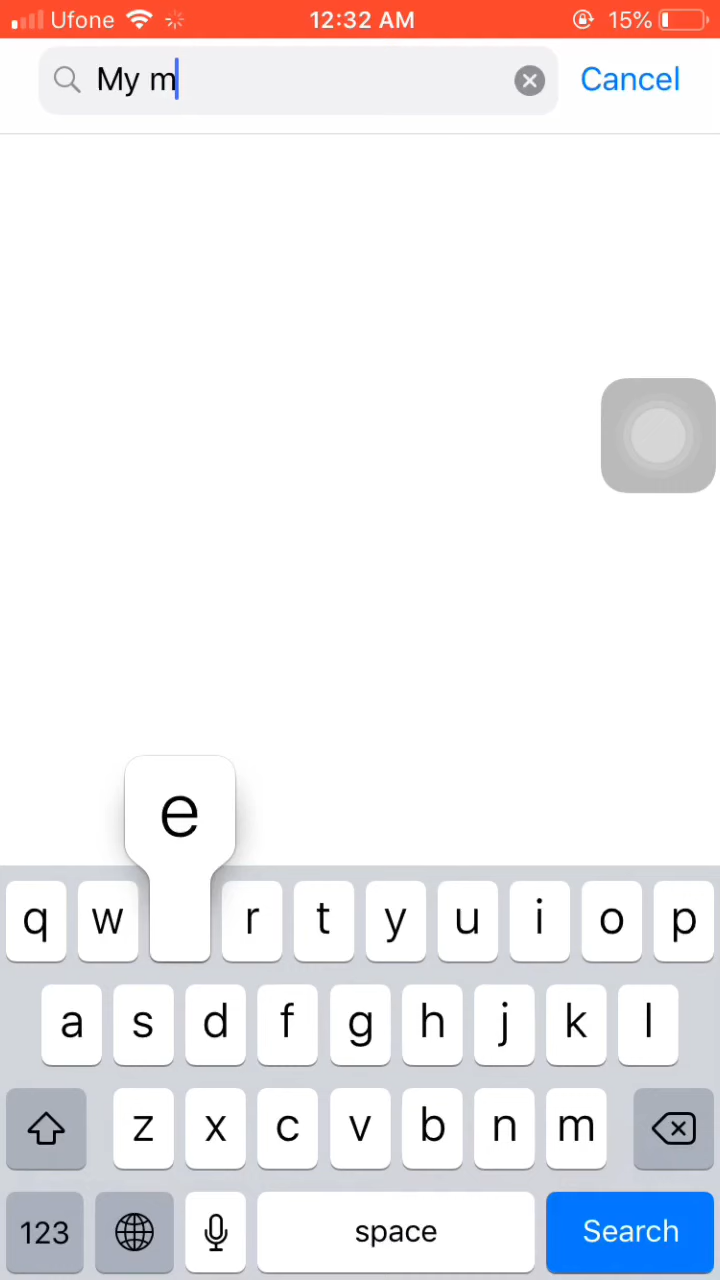 Ufone 12:32 AM 15%
My m Cancel
e
q w r t y u i o p
a s d f g h j k l
z x c v b n m
123 space Search